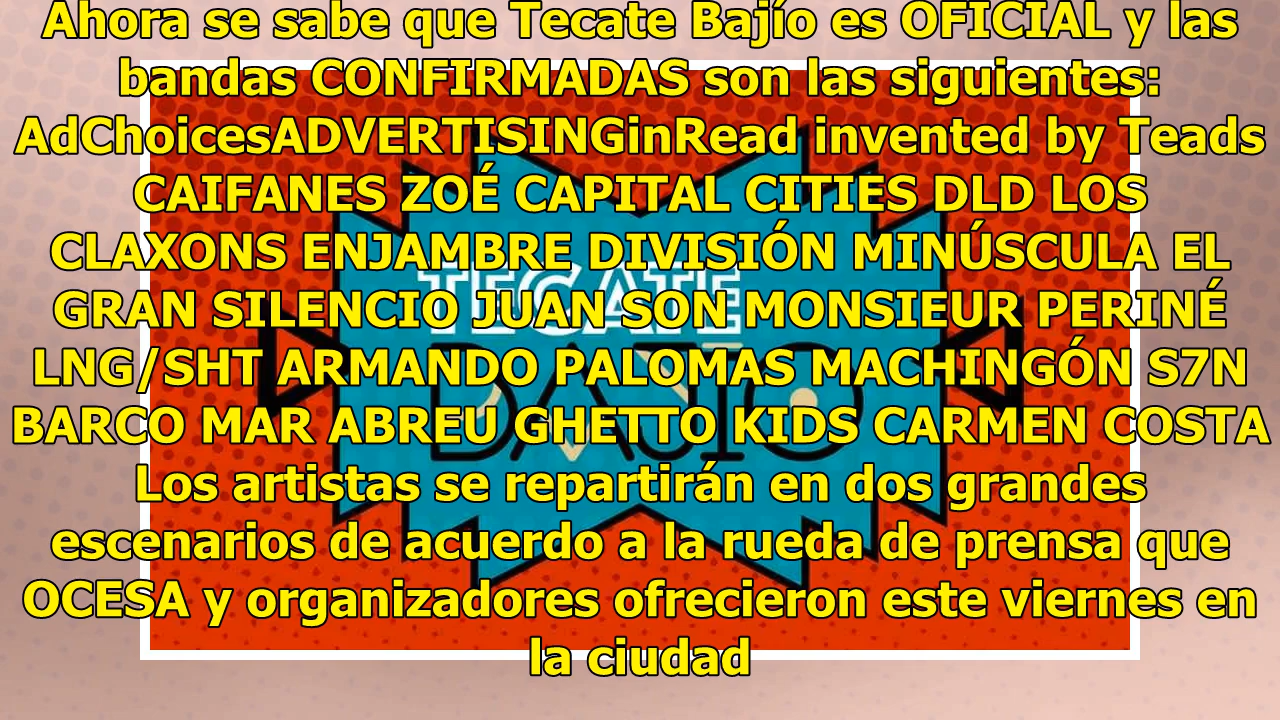 Ahora se sabe que Tecate Bajío es OFICIAL y las
bandas CONFIRMADAS son las siguientes:
AdChoicesADVERTISINGinRead invented by Teads
CAIFANES ZOÉ CAPITAL CITIES DLD LOS
CLAXONS ENJAMBRE DIVISIÓN MINÚSCULA EL
GRAN SILENCIO JUAN SON MONSIEUR PERINÉ
LNG/SHT ARMANDO PALOMAS MACHINGÓN S7N
BARCO MAR ABREU GHETTO KIDS CARMEN COSTA
Los artistas se repartirán en dos grandes
escenarios de acuerdo a la rueda de prensa que
OCESA y organizadores ofrecieron este viernes en
la ciudad
TECATE
BAJÍO